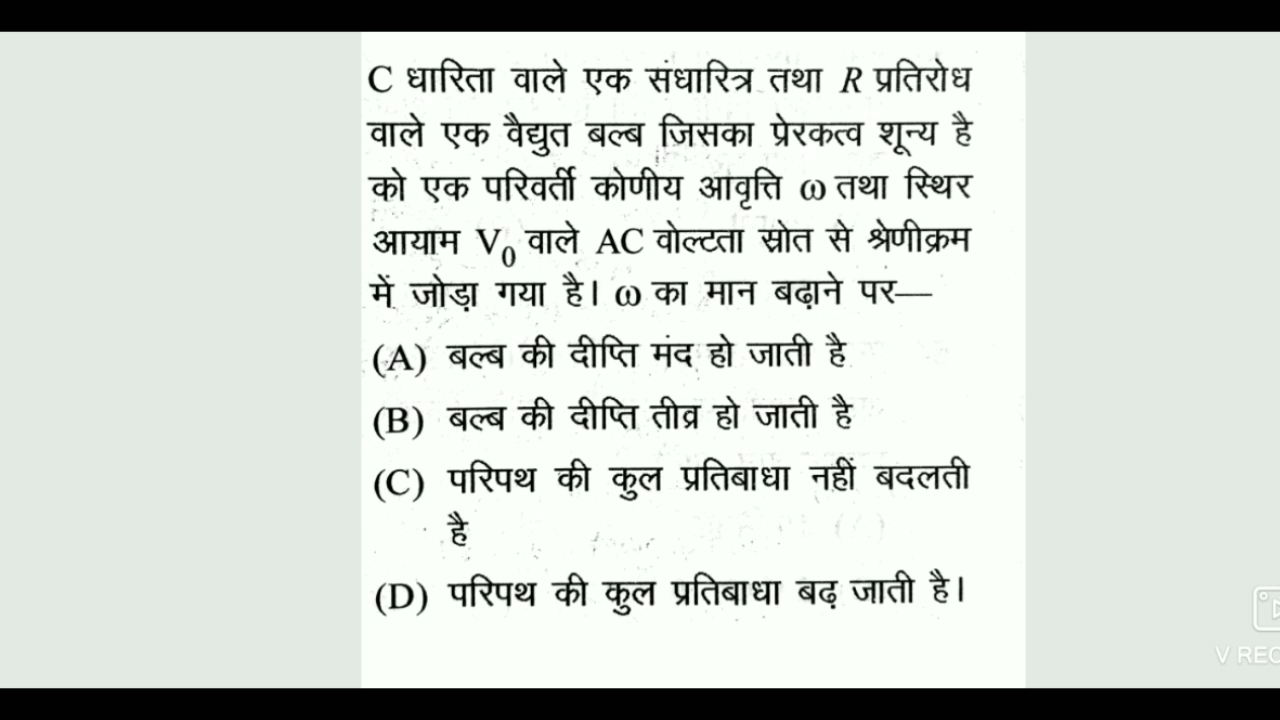 C धारिता वाले एक संधारित्र तथा R प्रतिरोध
वाले एक वैद्युत बल्ब जिसका प्रेरकत्व शून्य है
को एक परिवर्ती कोणीय आवृत्ति ω तथा स्थिर
आयाम V₀ वाले AC वोल्टता स्रोत से श्रेणीक्रम
में जोड़ा गया है। ω का मान बढ़ाने पर—
(A) बल्ब की दीप्ति मंद हो जाती है
(B) बल्ब की दीप्ति तीव्र हो जाती है
(C) परिपथ की कुल प्रतिबाधा नहीं बदलती
है
(D) परिपथ की कुल प्रतिबाधा बढ़ जाती है।
V REC